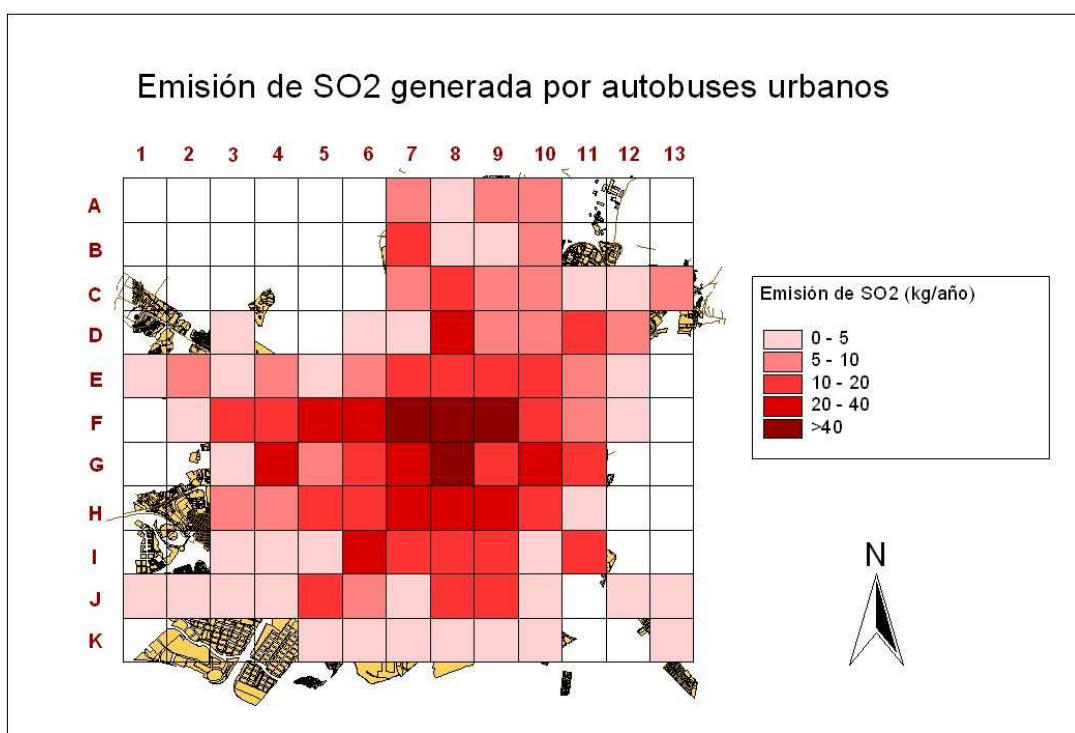 Emisión de SO2 generada por autobuses urbanos
1 2 3 4 5 6 7 8 9 10 11 12 13
A
B
C
D
E
F
G
H
I
J
K
Emisión de SO2 (kg/año)
0 - 5
5 - 10
10 - 20
20 - 40
>40
N